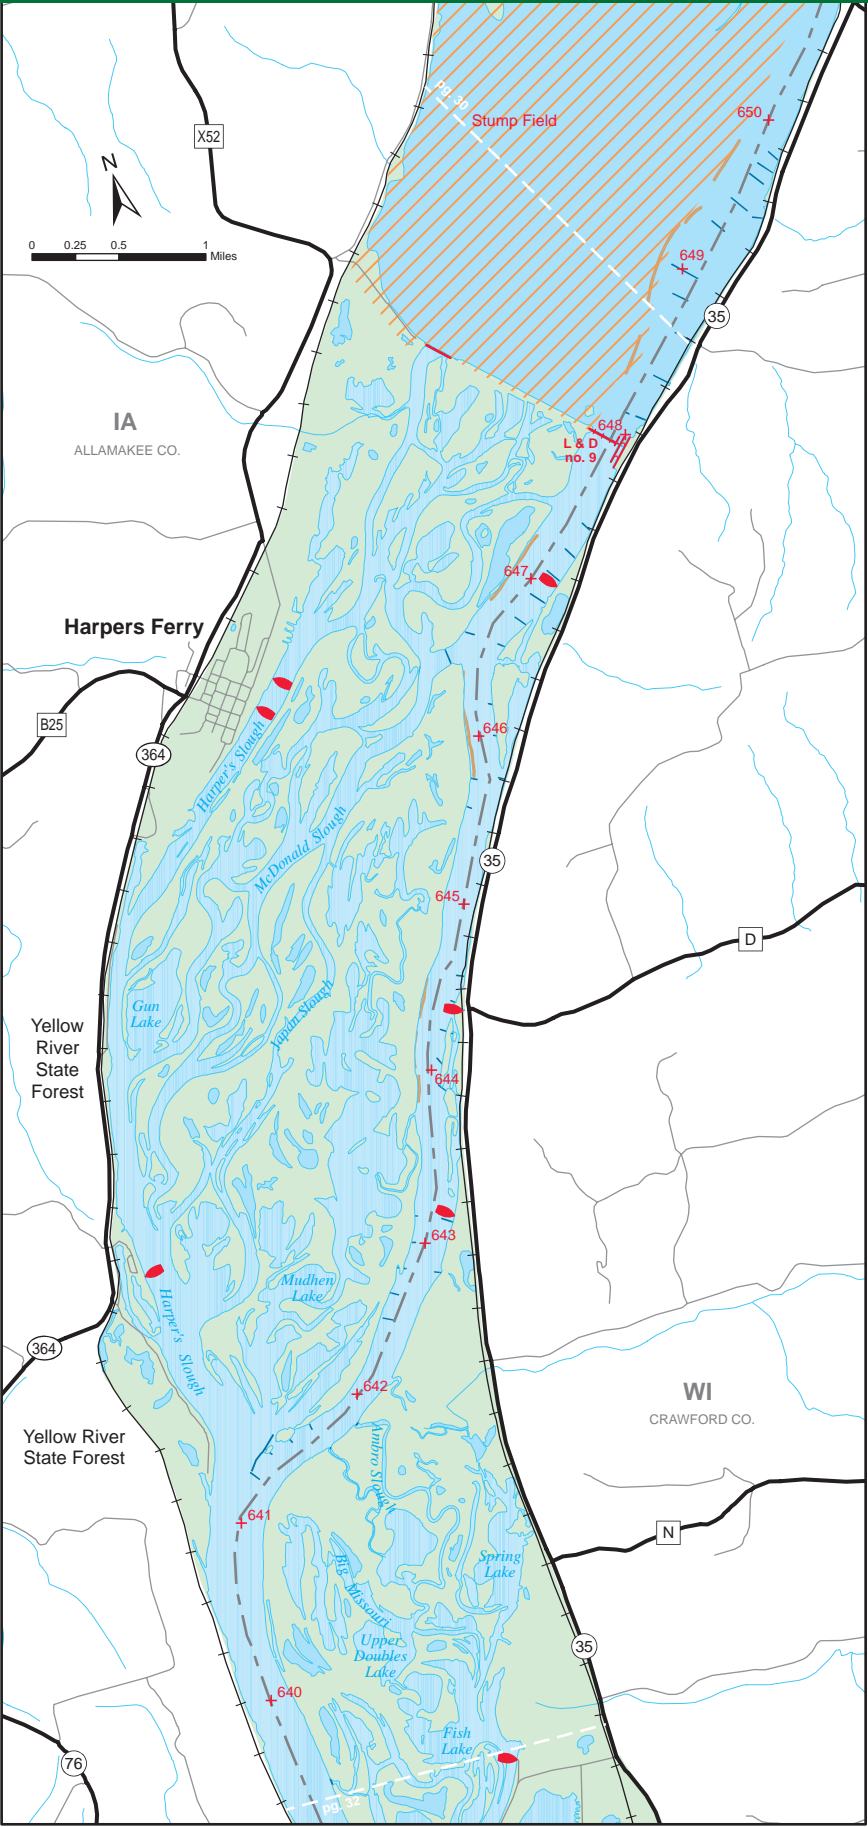 pg. 30
Stump Field
650
X52
N
0 0.25 0.5 1
Miles
649
35
IA
ALLAMAKEE CO.
648
L & D
no. 9
647
Harpers Ferry
B25
646
364
Harper's Slough
McDonald Slough
35
645
D
Gun
Lake
Japan Slough
Yellow
River
State
Forest
644
643
Mudhen
Lake
Harper's Slough
364
642
WI
CRAWFORD CO.
Yellow River
State Forest
Ambro Slough
641
N
Spring
Lake
Big Missouri
Upper
Doubles
Lake
35
640
Fish
Lake
76
pg. 32